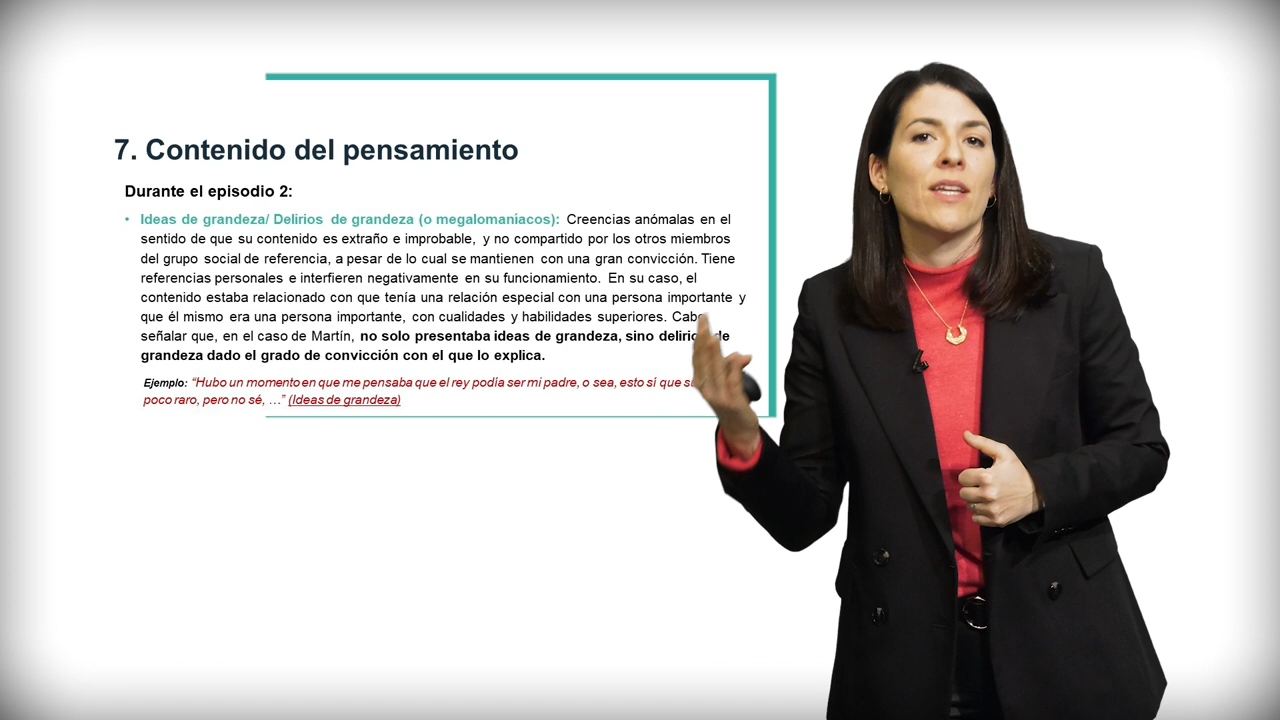 7. Contenido del pensamiento
Durante el episodio 2:
• Ideas de grandeza/ Delirios de grandeza (o megalomaníacos): Creencias anómalas en el
sentido de que su contenido es extraño e improbable, y no compartido por los otros miembros
del grupo social de referencia, a pesar de lo cual se mantienen con una gran convicción. Tiene
referencias personales e interfieren negativamente en su funcionamiento. En su caso, el
contenido estaba relacionado con que tenía una relación especial con una persona importante y
que él mismo era una persona importante, con cualidades y habilidades superiores.
señalar que, en el caso de Martín, no solo presentaba ideas de grandeza, sino
grandeza dado el grado de convicción con el que lo explica.
Ejemplo: “Hubo un momento en que me pensaba que el rey podía ser mi padre, o sea, esto sí que
poco raro, pero no sé, …” (Ideas de grandeza)